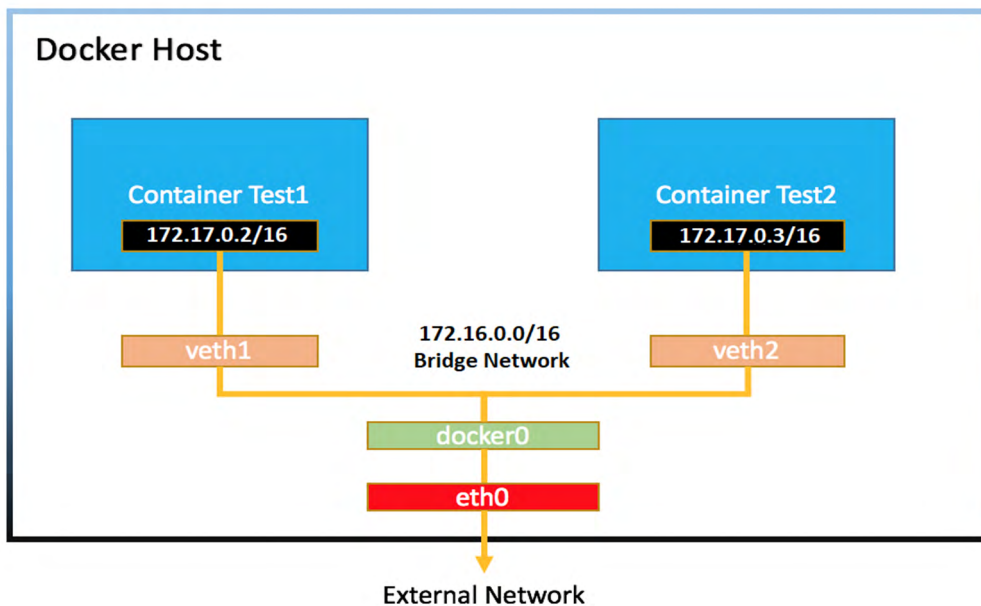 Docker Host
Container Test1
172.17.0.2/16
Container Test2
172.17.0.3/16
veth1
172.16.0.0/16
Bridge Network
veth2
docker0
eth0
External Network